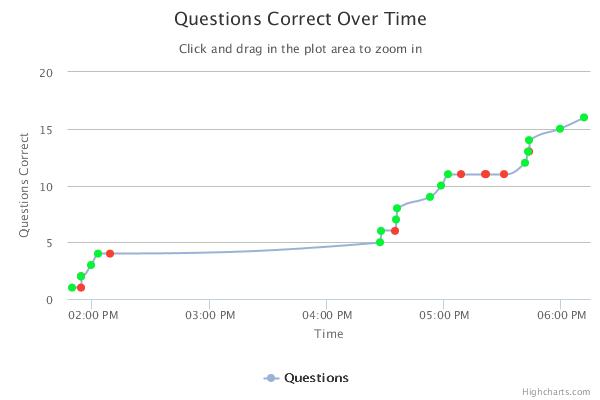 Questions Correct Over Time
Click and drag in the plot area to zoom in
20
15
10
5
0
Questions Correct
02:00 PM 03:00 PM 04:00 PM 05:00 PM 06:00 PM
Time
Questions
Highcharts.com